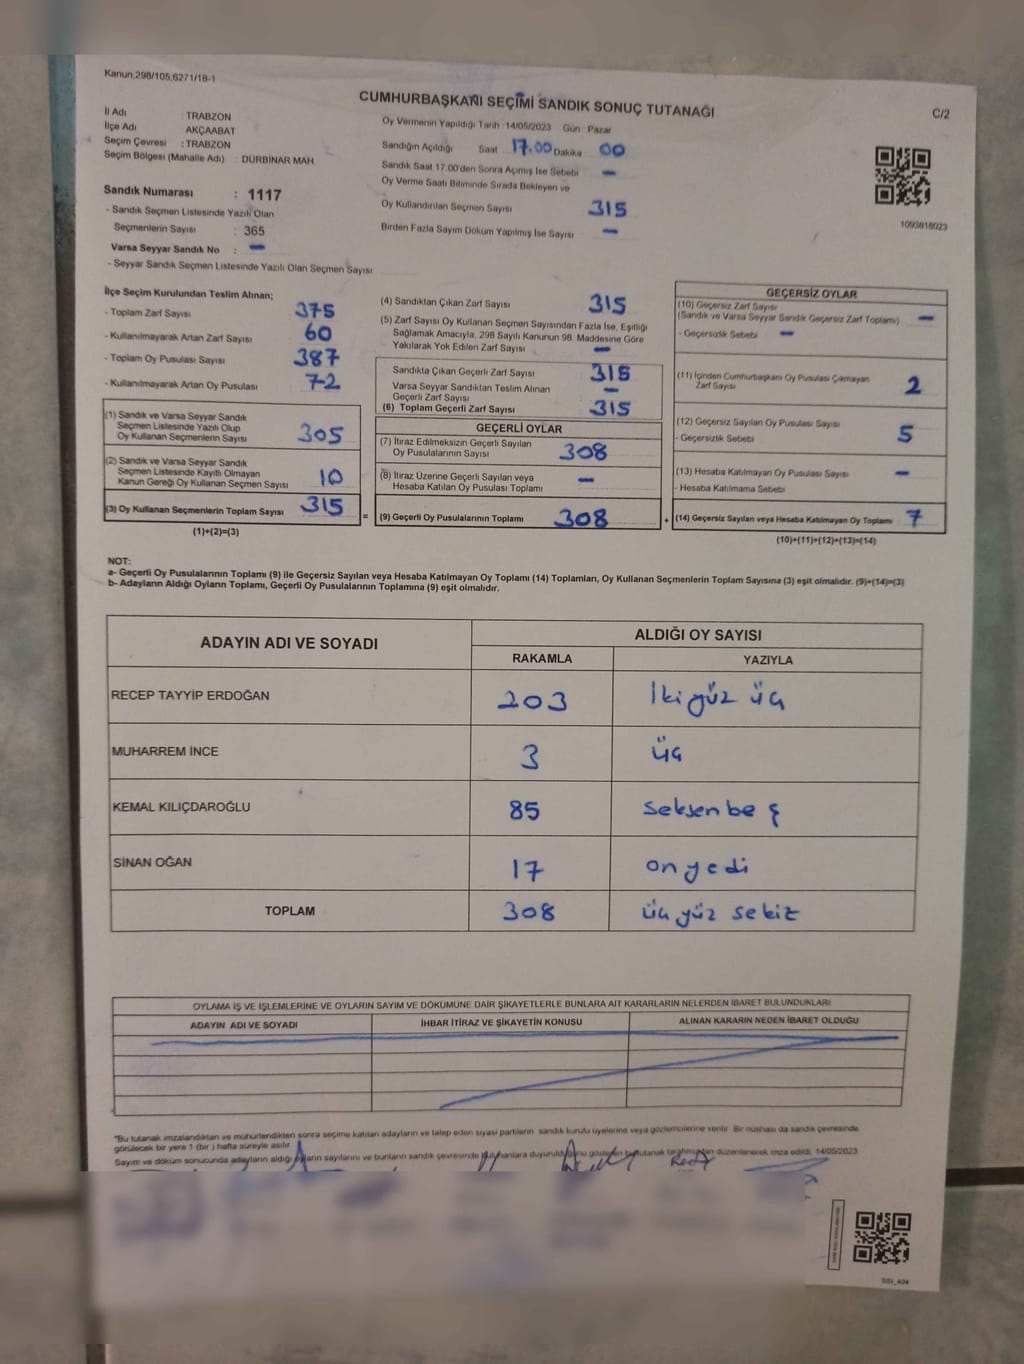 Kanun.298/105,6271/18-1
CUMHURBAŞKANI SEÇİMİ SANDIK SONUÇ TUTANAĞI
C/2
İl Adı : TRABZON
İlçe Adı AKÇAABAT
Seçim Çevresi : TRABZON
Seçim Bölgesi (Mahalle Adı) : DÜRBİNAR MAH
Oy Vermenin Yapıldığı Tarih 14/05/2023 Gün : Pazar
Sandığın Açıldığı Saat 17.00 Dakika 00
Sandık Saat 17:00'den Sonra Açılmış İse Sebebi –
Oy Verme Saati Bitiminde Sırada Bekleyen ve
Oy Kullandırılan Seçmen Sayısı 315
Birden Fazla Sayım Döküm Yapılmış İse Sayısı –
1093818023
Sandık Numarası : 1117
- Sandık Seçmen Listesinde Yazılı Olan
Seçmenlerin Sayısı : 365
Varsa Seyyar Sandık No : –
- Seyyar Sandık Seçmen Listesinde Yazılı Olan Seçmen Sayısı
İlçe Seçim Kurulundan Teslim Alınan;
- Toplam Zarf Sayısı 375
- Kullanılmayarak Artan Zarf Sayısı 60
- Toplam Oy Pusulası Sayısı 387
- Kullanılmayarak Artan Oy Pusulası 72
(1) Sandık ve Varsa Seyyar Sandık
Seçmen Listesinde Yazılı Olup
Oy Kullanan Seçmenlerin Sayısı 305
(2) Sandık ve Varsa Seyyar Sandık
Seçmen Listesinde Kayıtlı Olmayan
Kanun Gereği Oy Kullanan Seçmen Sayısı 10
(3) Oy Kullanan Seçmenlerin Toplam Sayısı 315
(1)+(2)=(3)
(4) Sandıktan Çıkan Zarf Sayısı 315
(5) Zarf Sayısı Oy Kullanan Seçmen Sayısından Fazla İse, Eşitliği
Sağlamak Amacıyla, 298 Sayılı Kanunun 98. Maddesine Göre
Yakılarak Yok Edilen Zarf Sayısı –
Sandıkta Çıkan Geçerli Zarf Sayısı 315
Varsa Seyyar Sandıktan Teslim Alınan
Geçerli Zarf Sayısı –
(6) Toplam Geçerli Zarf Sayısı 315
GEÇERLİ OYLAR
(7) İtiraz Edilmeksizin Geçerli Sayılan
Oy Pusulalarının Sayısı 308
(8) İtiraz Üzerine Geçerli Sayılan veya
Hesaba Katılan Oy Pusulası Toplamı –
= (9) Geçerli Oy Pusulalarının Toplamı 308
GEÇERSİZ OYLAR
(10) Geçersiz Zarf Sayısı
(Sandık ve Varsa Seyyar Sandık Geçersiz Zarf Toplamı) –
- Geçersizlik Sebebi –
(11) İçinden Cumhurbaşkanı Oy Pusulası Çıkmayan
Zarf Sayısı 2
(12) Geçersiz Sayılan Oy Pusulası Sayısı 5
- Geçersizlik Sebebi
(13) Hesaba Katılmayan Oy Pusulası Sayısı –
- Hesaba Katılmama Sebebi
+ (14) Geçersiz Sayılan veya Hesaba Katılmayan Oy Toplamı 7
(10)+(11)+(12)+(13)=(14)
NOT:
a- Geçerli Oy Pusulalarının Toplamı (9) ile Geçersiz Sayılan veya Hesaba Katılmayan Oy Toplamı (14) Toplamları, Oy Kullanan Seçmenlerin Toplam Sayısına (3) eşit olmalıdır. (9)+(14)=(3)
b- Adayların Aldığı Oyların Toplamı, Geçerli Oy Pusulalarının Toplamına (9) eşit olmalıdır.
ADAYIN ADI VE SOYADI
ALDIĞI OY SAYISI
RAKAMLA YAZIYLA
RECEP TAYYİP ERDOĞAN 203 İkiyüz üç
MUHARREM İNCE 3 üç
KEMAL KILIÇDAROĞLU 85 seksenbeş
SİNAN OĞAN 17 onyedi
TOPLAM 308 üçyüz sekiz
OYLAMA İŞ VE İŞLEMLERİNE VE OYLARIN SAYIM VE DÖKÜMÜNE DAİR ŞİKAYETLERLE BUNLARA AİT KARARLARIN NELERDEN İBARET BULUNDUKLARI
ADAYIN ADI VE SOYADI İHBAR İTİRAZ VE ŞİKAYETİN KONUSU ALINAN KARARIN NEDEN İBARET OLDUĞU
"Bu tutanak imzalandıktan ve mühürlendikten sonra seçime katılan adayların ve talep eden siyasi partilerin sandık kurulu üyelerine veya gözlemcilerine verilir. Bir nüshası da sandık çevresinde
görülecek bir yere 1 (bir) hafta süreyle asılır.
Sayım ve döküm sonucunda adayların aldığı oyların sayılarını ve bunların sandık çevresinde bulunanlara duyurulduğunu gösteren bu tutanak tarafımızdan düzenlenerek imza edildi. 14/05/2023
SSt_404